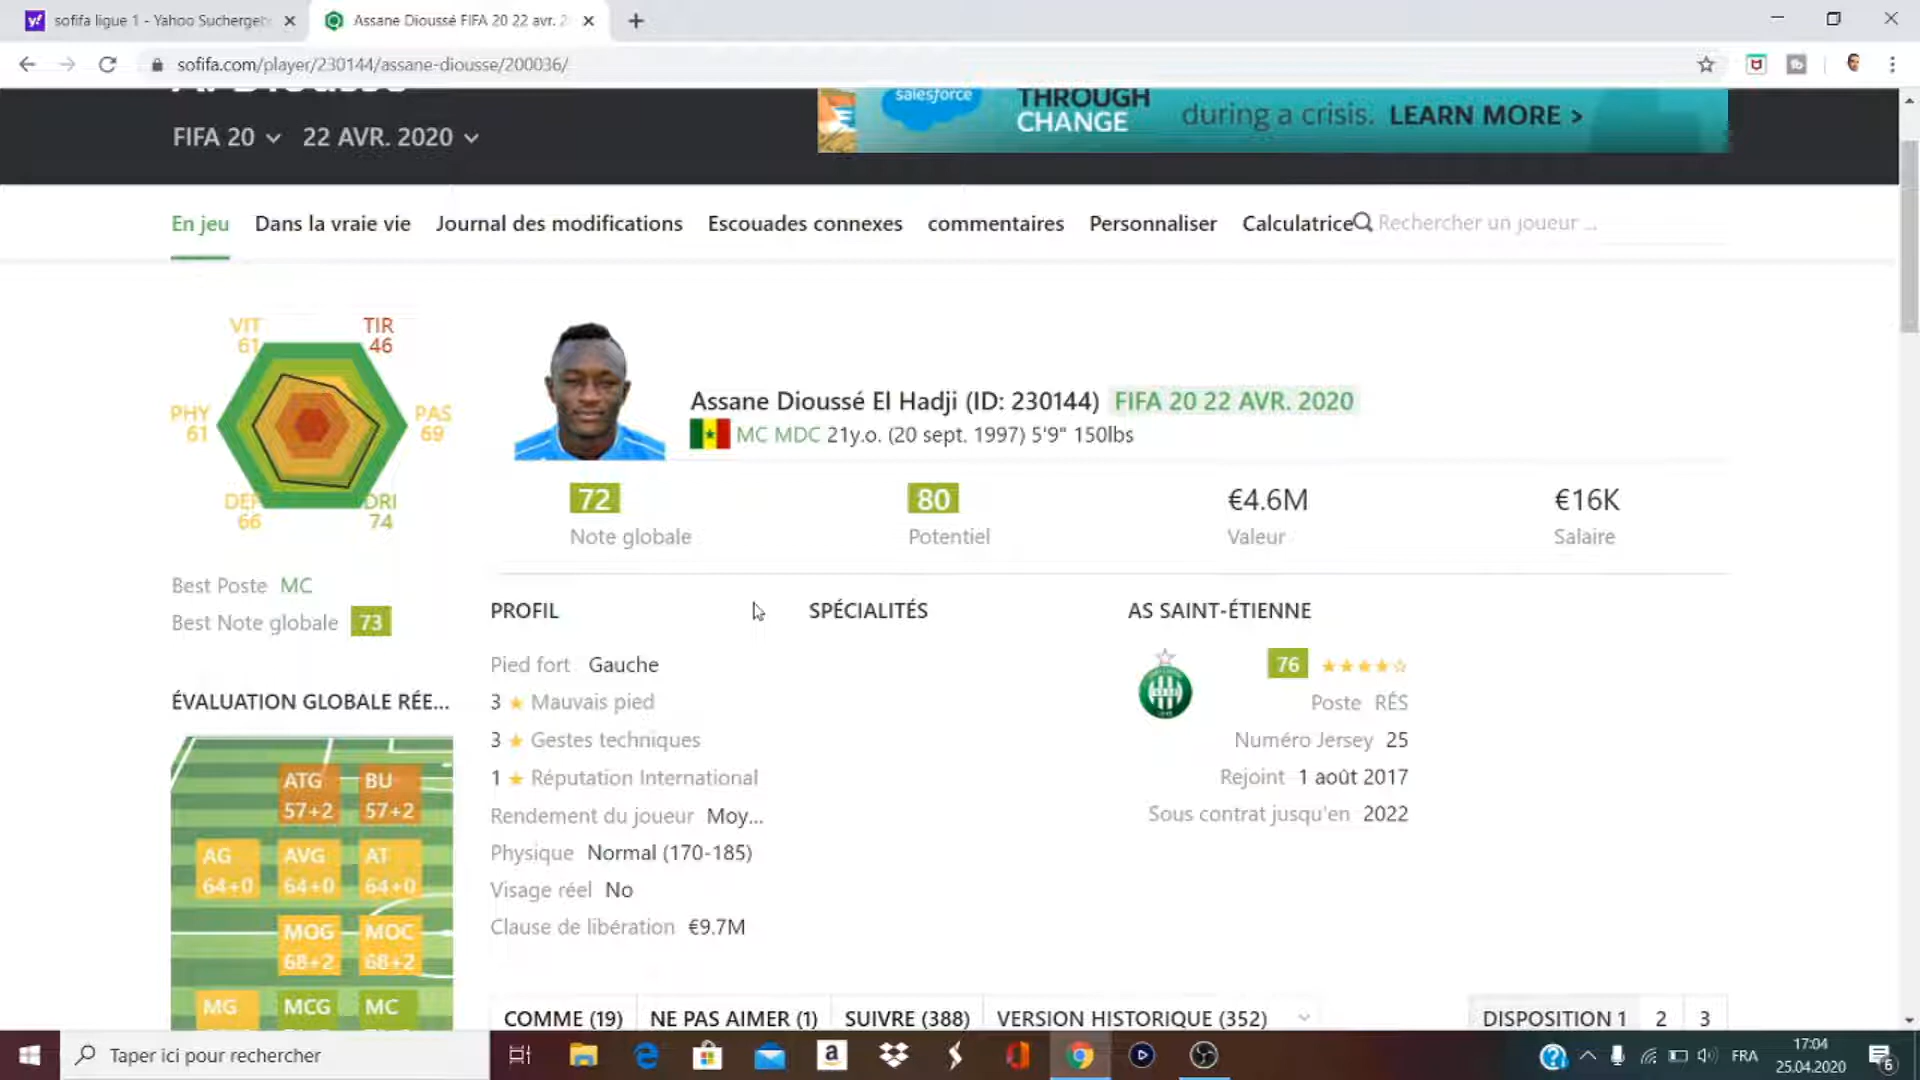 sofifa ligue 1 - Yahoo Suchergeb
Assane Dioussé FIFA 20 22 avr. 2
sofifa.com/player/230144/assane-diousse/200036/
A. Dioussé
FIFA 20
22 AVR. 2020
salesforce
THROUGH
CHANGE
during a crisis. LEARN MORE >
En jeu
Dans la vraie vie
Journal des modifications
Escouades connexes
commentaires
Personnaliser
Calculatrice
Rechercher un joueur ...
VIT
61
TIR
46
PHY
61
PAS
69
DEF
66
DRI
74
Assane Dioussé El Hadji (ID: 230144) FIFA 20 22 AVR. 2020
MC MDC 21y.o. (20 sept. 1997) 5'9" 150lbs
72
Note globale
80
Potentiel
€4.6M
Valeur
€16K
Salaire
Best Poste MC
Best Note globale 73
ÉVALUATION GLOBALE RÉE...
ATG
57+2
BU
57+2
AG
64+0
AVG
64+0
AT
64+0
MOG
68+2
MOC
68+2
MG
MCG
MC
PROFIL
Pied fort Gauche
3 ★ Mauvais pied
3 ★ Gestes techniques
1 ★ Réputation International
Rendement du joueur Moy...
Physique Normal (170-185)
Visage réel No
Clause de libération €9.7M
SPÉCIALITÉS
AS SAINT-ÉTIENNE
76 ★★★★☆
Poste RÉS
Numéro Jersey 25
Rejoint 1 août 2017
Sous contrat jusqu'en 2022
COMME (19)
NE PAS AIMER (1)
SUIVRE (388)
VERSION HISTORIQUE (352)
DISPOSITION 1
2
3
Taper ici pour rechercher
FRA
17:04
25.04.2020
6